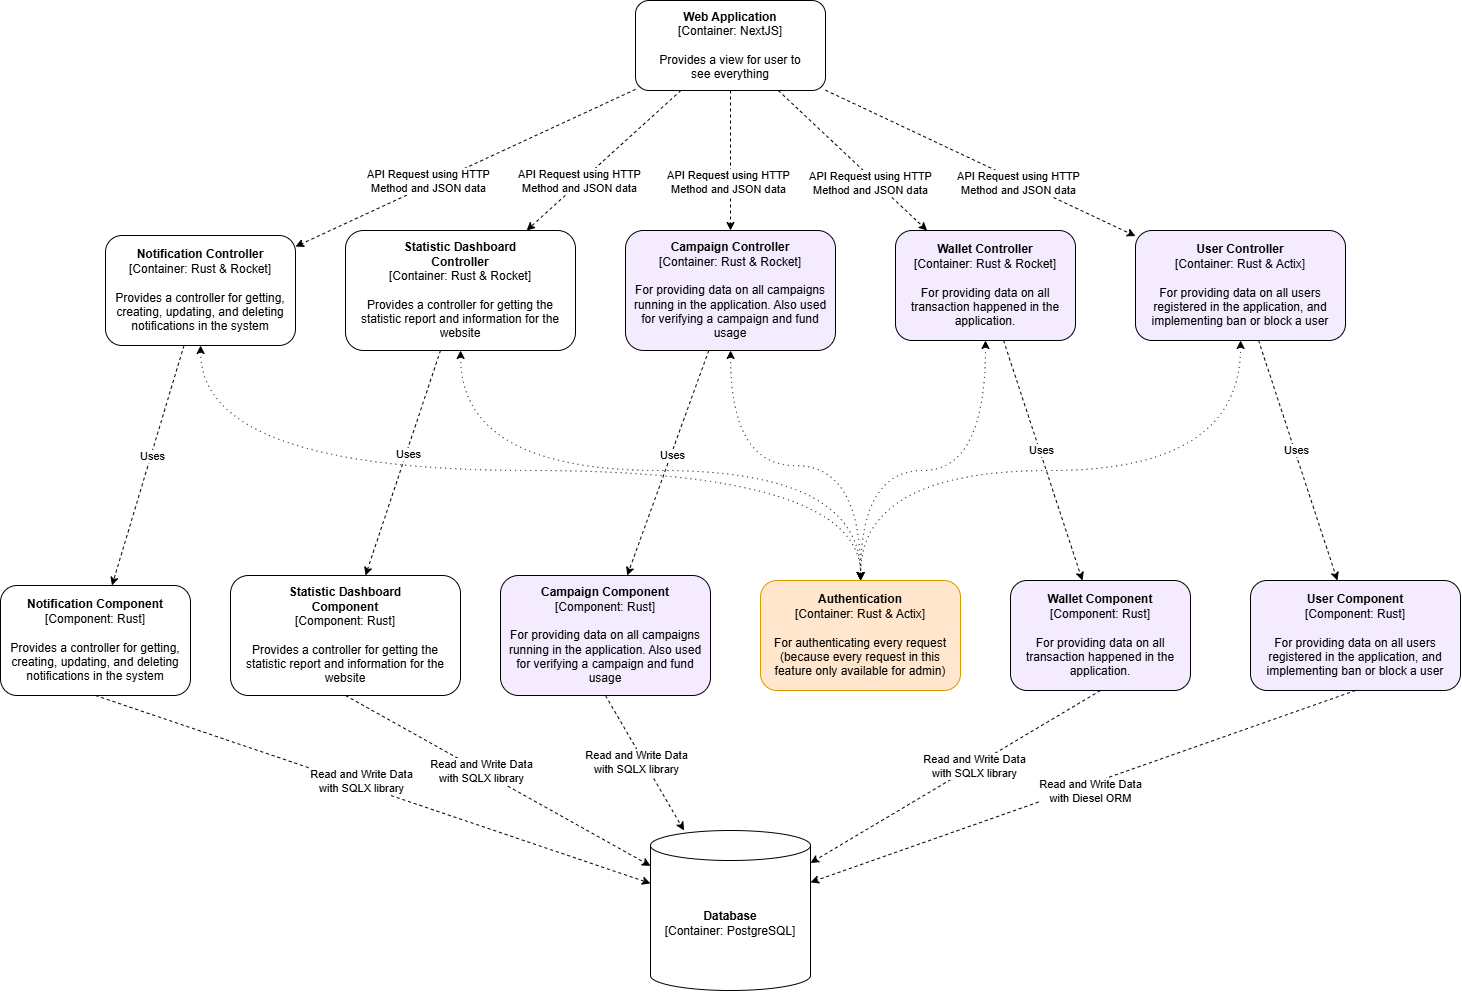 Web Application
[Container: NextJS]
Provides a view for user to
see everything
API Request using HTTP
Method and JSON data
API Request using HTTP
Method and JSON data
API Request using HTTP
Method and JSON data
API Request using HTTP
Method and JSON data
API Request using HTTP
Method and JSON data
Notification Controller
[Container: Rust & Rocket]
Provides a controller for getting,
creating, updating, and deleting
notifications in the system
Statistic Dashboard
Controller
[Container: Rust & Rocket]
Provides a controller for getting the
statistic report and information for the
website
Campaign Controller
[Container: Rust & Rocket]
For providing data on all campaigns
running in the application. Also used
for verifying a campaign and fund
usage
Wallet Controller
[Container: Rust & Rocket]
For providing data on all
transaction happened in the
application.
User Controller
[Container: Rust & Actix]
For providing data on all users
registered in the application, and
implementing ban or block a user
Uses
Uses
Uses
Uses
Uses
Notification Component
[Component: Rust]
Provides a controller for getting,
creating, updating, and deleting
notifications in the system
Statistic Dashboard
Component
[Component: Rust]
Provides a controller for getting the
statistic report and information for the
website
Campaign Component
[Component: Rust]
For providing data on all campaigns
running in the application. Also used
for verifying a campaign and fund
usage
Authentication
[Container: Rust & Actix]
For authenticating every request
(because every request in this
feature only available for admin)
Wallet Component
[Component: Rust]
For providing data on all
transaction happened in the
application.
User Component
[Component: Rust]
For providing data on all users
registered in the application, and
implementing ban or block a user
Read and Write Data
with SQLX library
Read and Write Data
with SQLX library
Read and Write Data
with SQLX library
Read and Write Data
with SQLX library
Read and Write Data
with Diesel ORM
Database
[Container: PostgreSQL]